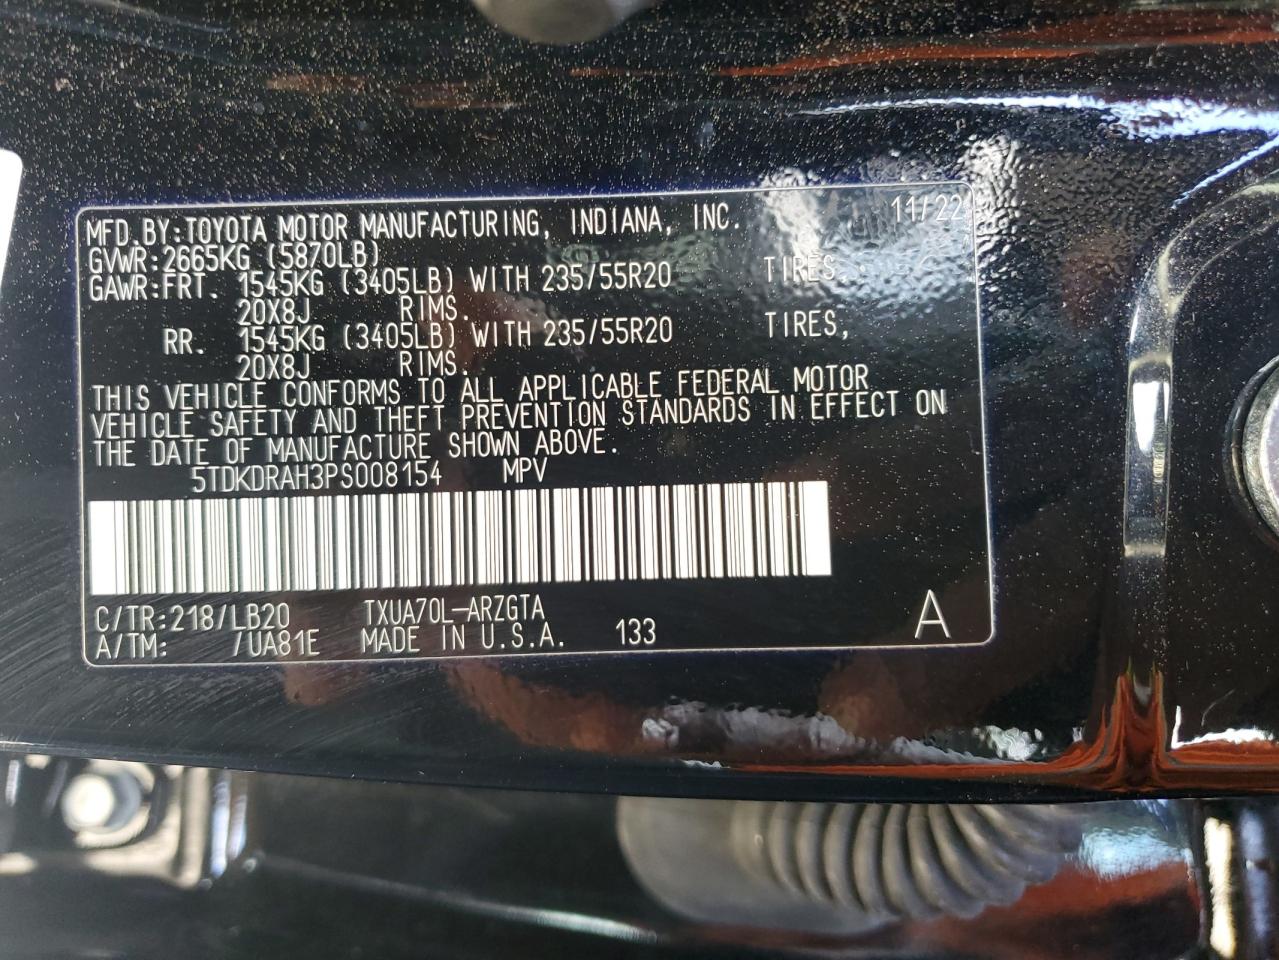 MFD.BY:TOYOTA MOTOR MANUFACTURING, INDIANA, INC. 11/22
GVWR:2665KG (5870LB)
GAWR:FRT. 1545KG (3405LB) WITH 235/55R20 TIRES,
20X8J RIMS.
RR. 1545KG (3405LB) WITH 235/55R20 TIRES,
20X8J RIMS.
THIS VEHICLE CONFORMS TO ALL APPLICABLE FEDERAL MOTOR
VEHICLE SAFETY AND THEFT PREVENTION STANDARDS IN EFFECT ON
THE DATE OF MANUFACTURE SHOWN ABOVE.
5TDKDRAH3PS008154 MPV
C/TR:218/LB20 TXUA70L-ARZGTA
A/TM: /UA81E MADE IN U.S.A. 133 A